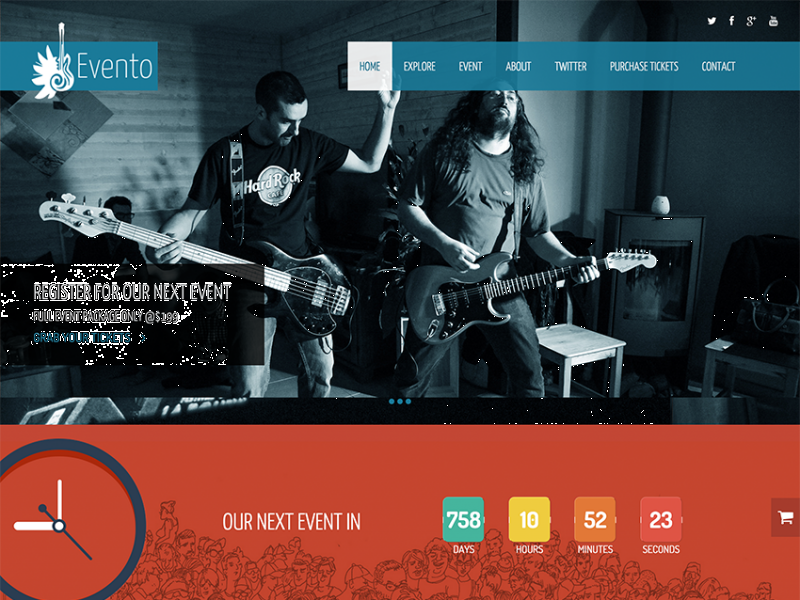 Evento
HOME EXPLORE EVENT ABOUT TWITTER PURCHASE TICKETS CONTACT
Hard Rock
CAFE
REGISTER FOR OUR NEXT EVENT
FULL EVENT PACKAGE ONLY @ $299
GRAB YOUR TICKETS >
OUR NEXT EVENT IN
758 10 52 23
DAYS HOURS MINUTES SECONDS